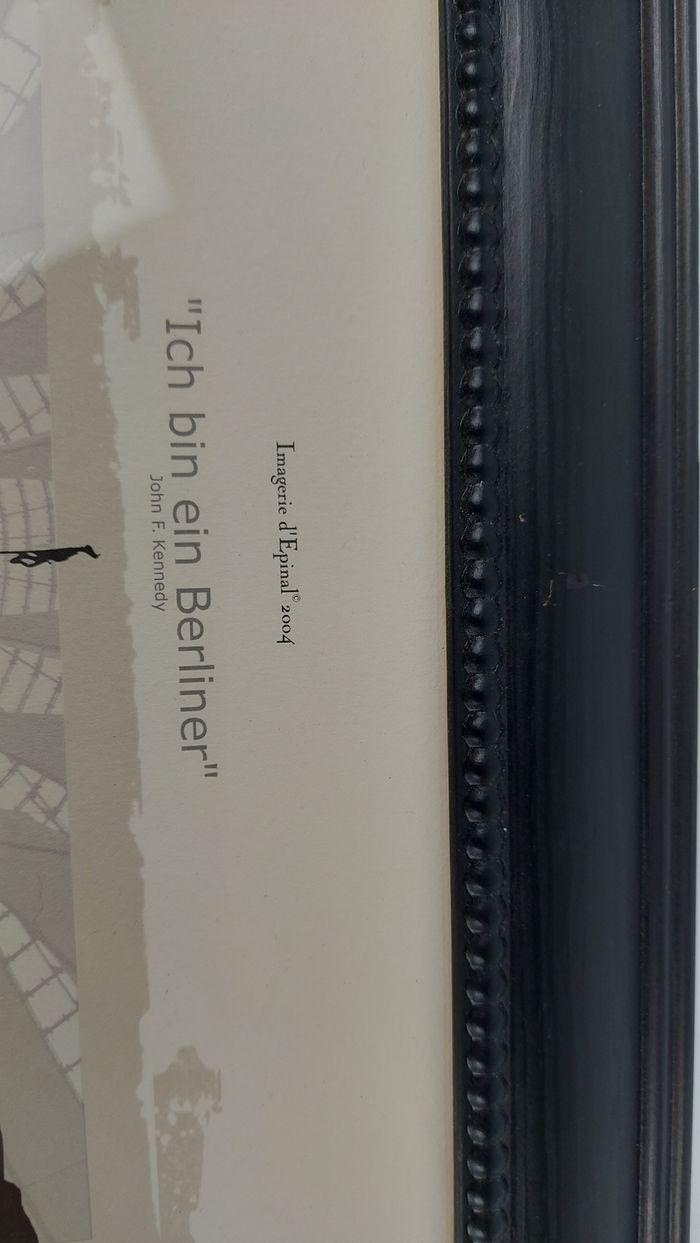 "Ich bin ein Berliner"
John F. Kennedy
Imagerie d'Epinal© 2004